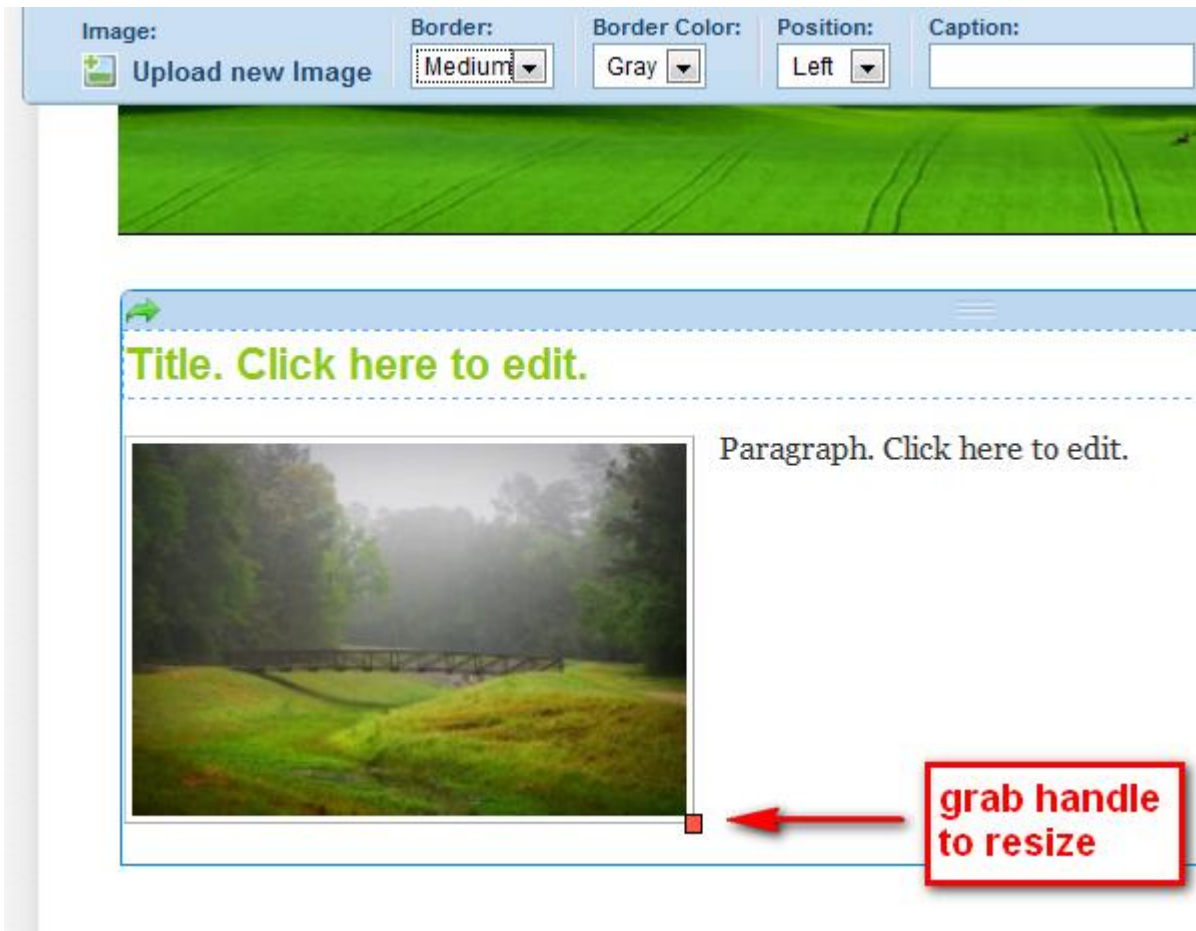 Image: Border: Border Color: Position: Caption:
Upload new Image Medium Gray Left
Title. Click here to edit.
Paragraph. Click here to edit.
grab handle
to resize